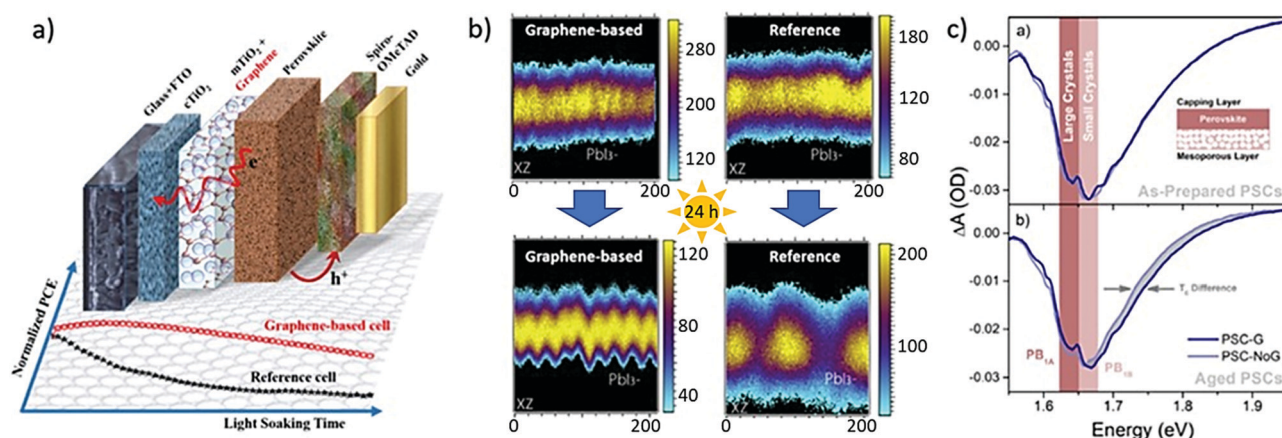 a)
Glass+FTO
cTiO₂
mTiO₂ +
Graphene
Perovskite
Spiro-
OMeTAD
Gold
e
h⁺
Normalized PCE
Graphene-based cell
Reference cell
Light Soaking Time
b)
Graphene-based
PbI₃-
XZ
0 200
280
200
120
Reference
PbI₃-
XZ
0 200
180
120
80
24 h
Graphene-based
PbI₃-
XZ
0 200
120
80
40
Reference
PbI₃-
XZ
0 200
200
100
c)
a)
0.00
-0.01
-0.02
-0.03
Large Crystals
Small Crystals
Capping Layer
Perovskite
Mesoporous Layer
As-Prepared PSCs
ΔA (OD)
b)
0.00
-0.01
-0.02
-0.03
Difference
PB₁A
PB₁B
PSC-G
PSC-NoG
Aged PSCs
1.6 1.7 1.8 1.9
Energy (eV)